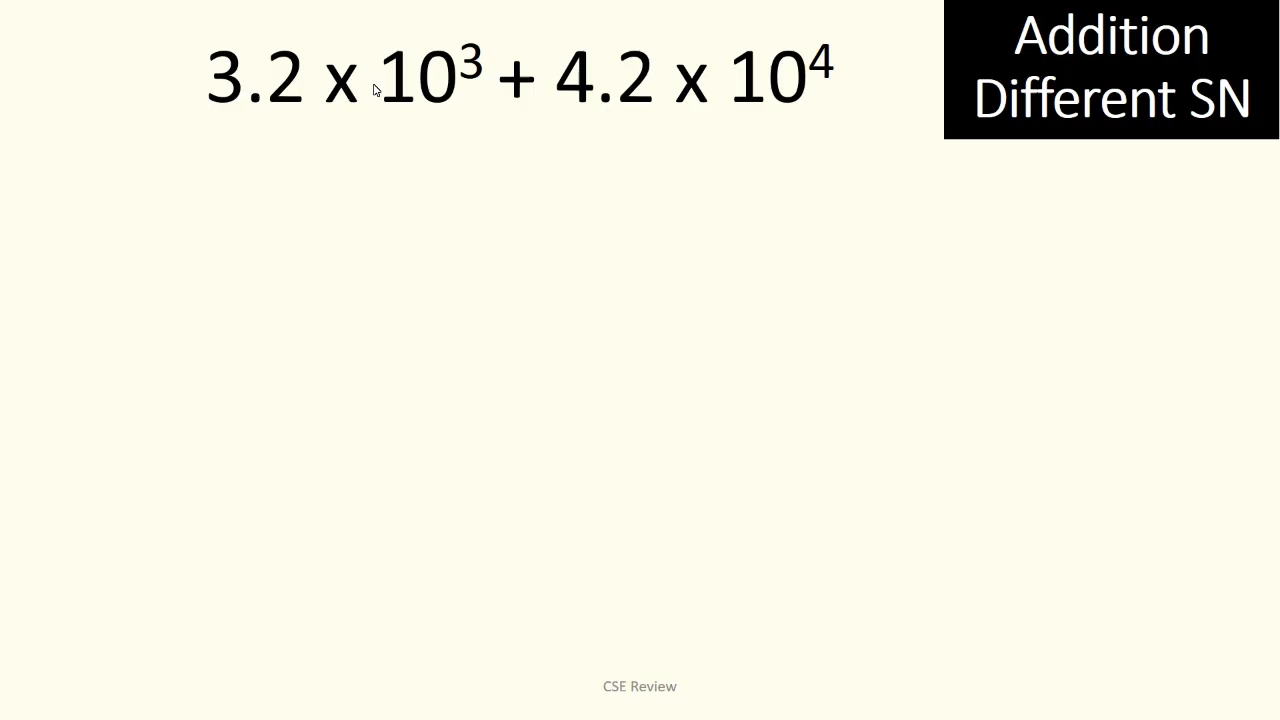 3.2 x 10³ + 4.2 x 10⁴
Addition
Different SN
CSE Review